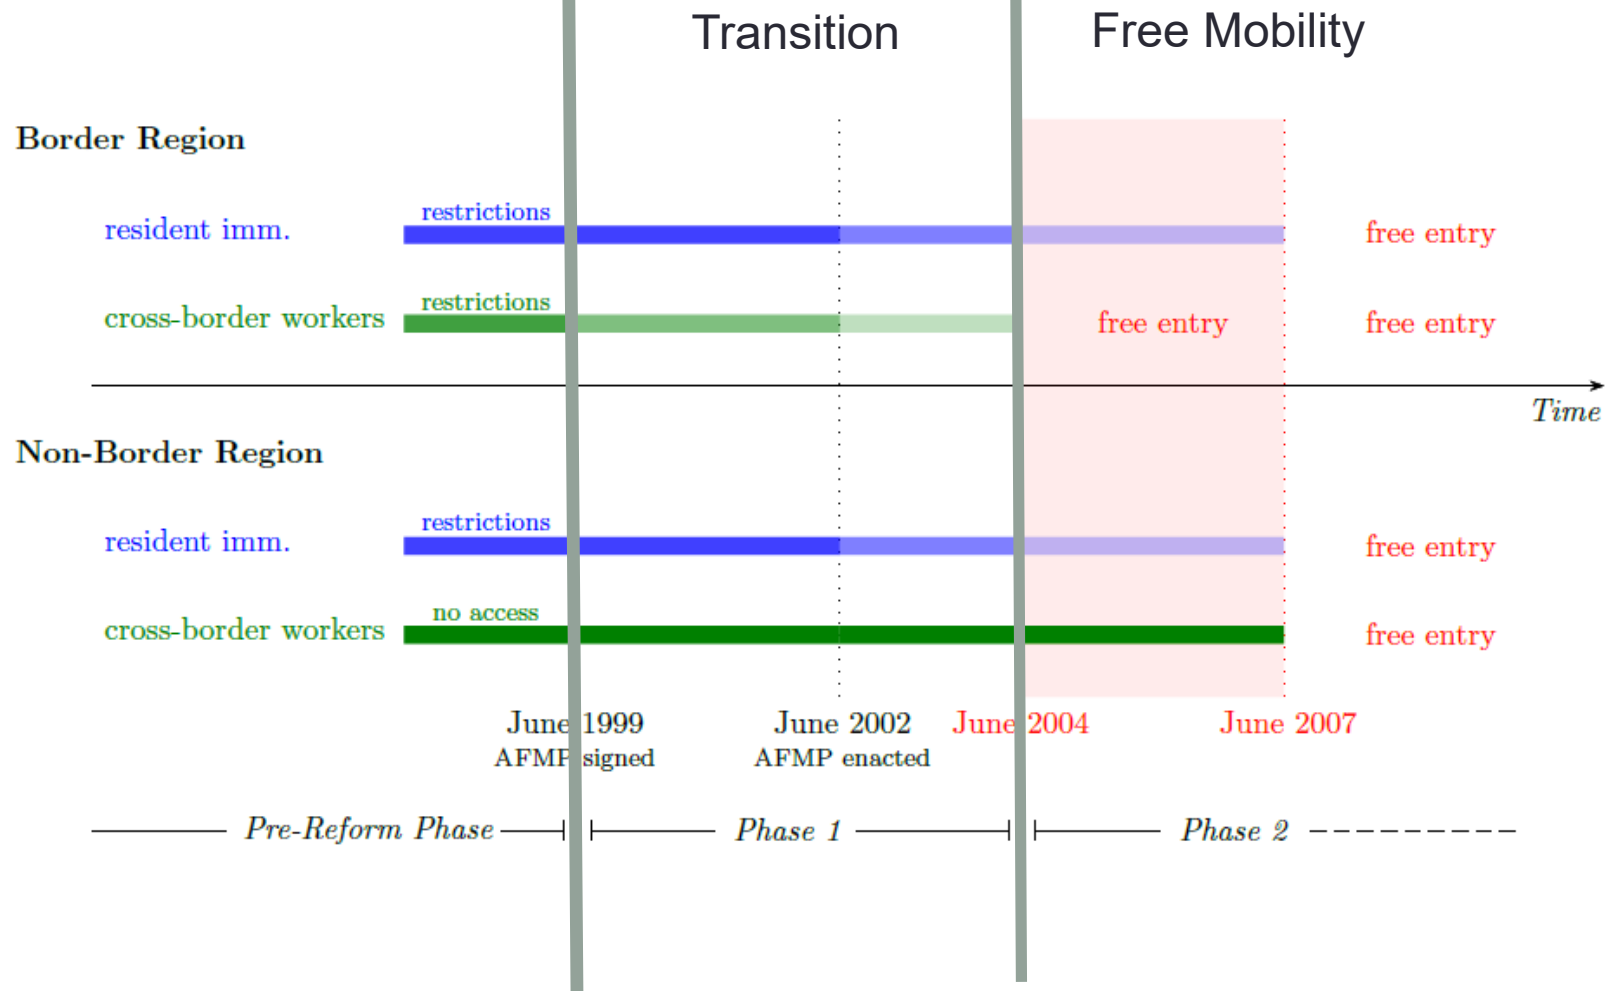 Transition
Free Mobility
Border Region
restrictions
resident imm.
free entry
restrictions
cross-border workers
free entry
free entry
Time
Non-Border Region
restrictions
resident imm.
free entry
no access
cross-border workers
free entry
June 1999
June 2002
June 2004
June 2007
AFMP signed
AFMP enacted
Pre-Reform Phase
Phase 1
Phase 2